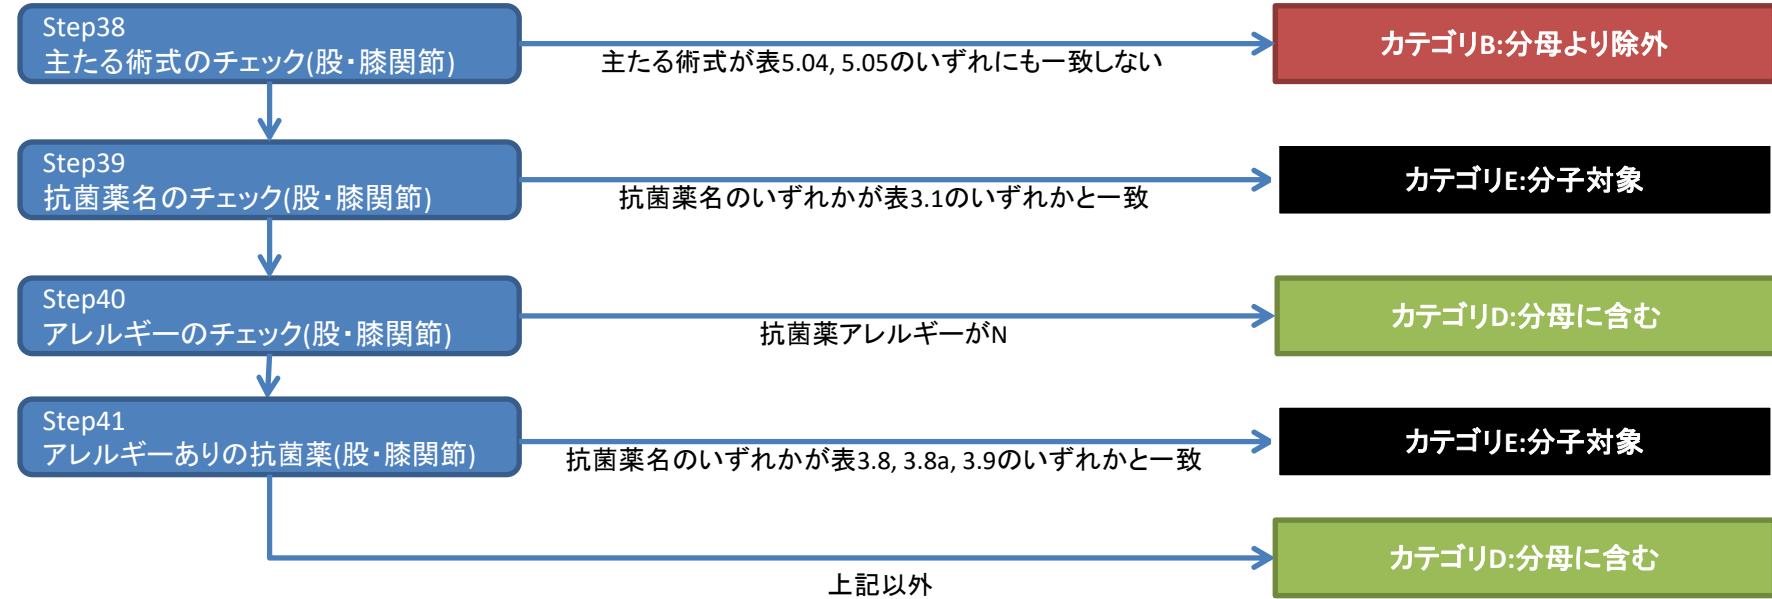 Step38
主たる術式のチェック(股・膝関節)
主たる術式が表5.04, 5.05のいずれにも一致しない
カテゴリB:分母より除外
Step39
抗菌薬名のチェック(股・膝関節)
抗菌薬名のいずれかが表3.1のいずれかと一致
カテゴリE:分子対象
Step40
アレルギーのチェック(股・膝関節)
抗菌薬アレルギーがN
カテゴリD:分母に含む
Step41
アレルギーありの抗菌薬(股・膝関節)
抗菌薬名のいずれかが表3.8, 3.8a, 3.9のいずれかと一致
カテゴリE:分子対象
上記以外
カテゴリD:分母に含む